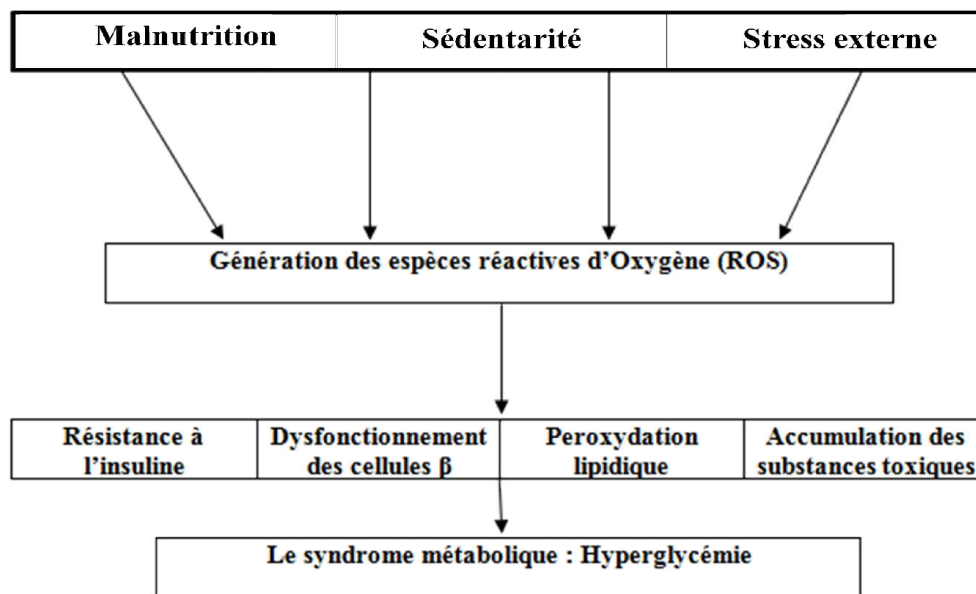 Malnutrition
Sédentarité
Stress externe
Génération des espèces réactives d'Oxygène (ROS)
Résistance à
l'insuline
Dysfonctionnement
des cellules β
Peroxydation
lipidique
Accumulation des
substances toxiques
Le syndrome métabolique : Hyperglycémie